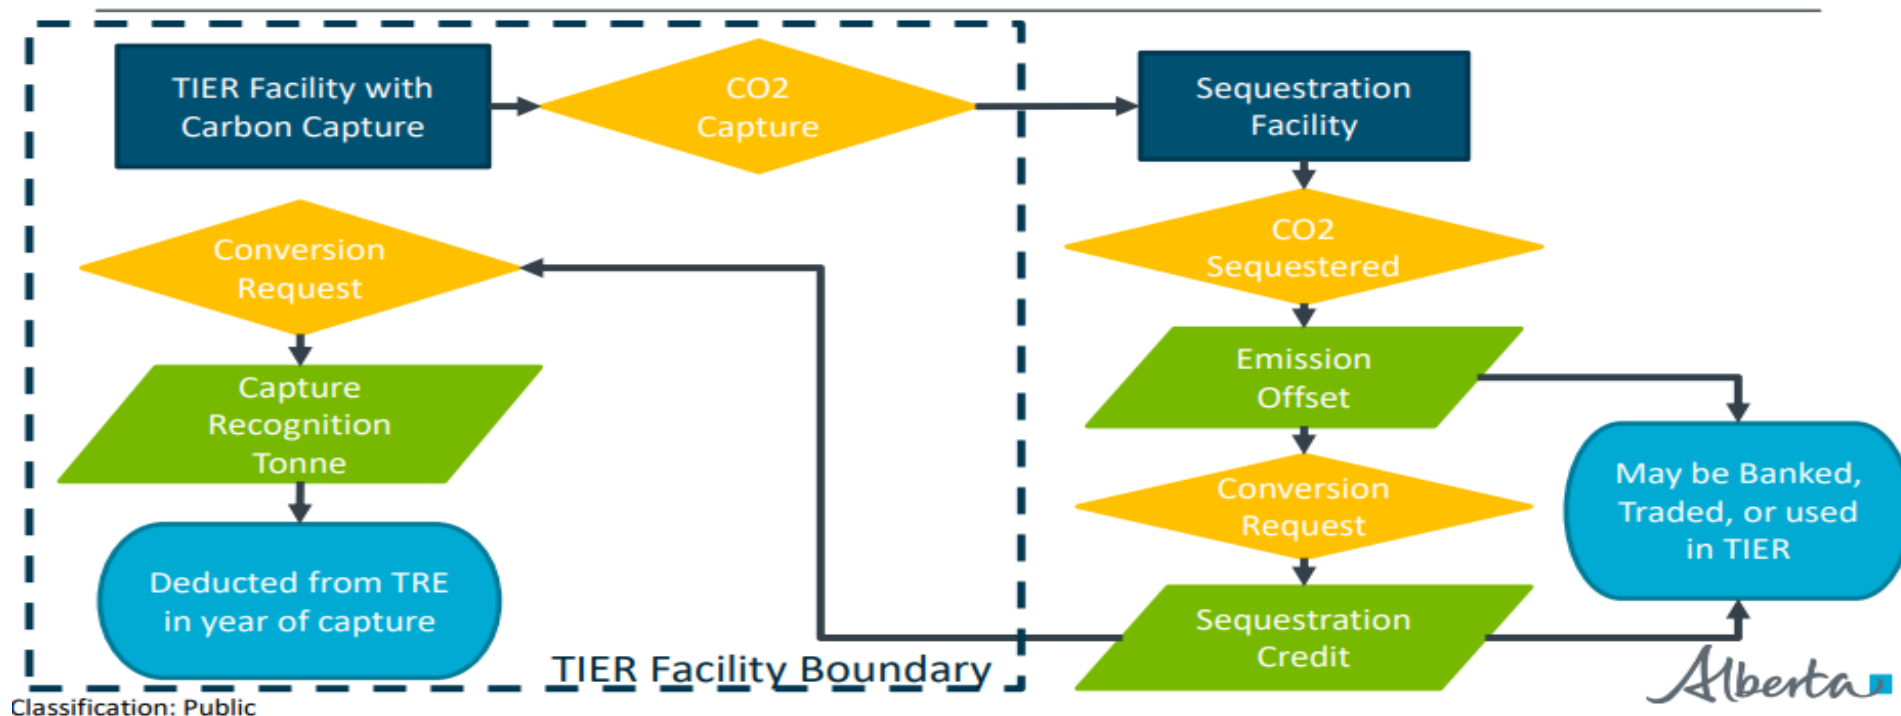 TIER Facility with
Carbon Capture
CO2
Capture
Sequestration
Facility
Conversion
Request
CO2
Sequestered
Capture
Recognition
Tonne
Emission
Offset
Deducted from TRE
in year of capture
Conversion
Request
May be Banked,
Traded, or used
in TIER
Sequestration
Credit
TIER Facility Boundary
Alberta
Classification: Public